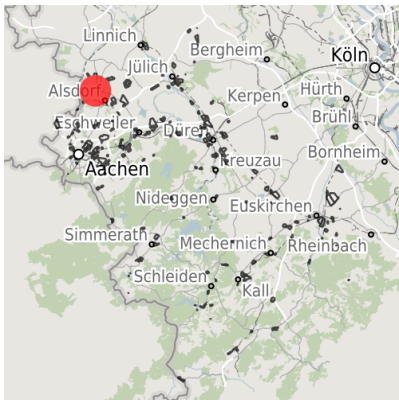 Linnich
Bergheim
Köln
Jülich
Alsdorf
Kerpen
Hürth
Brühl
Eschweiler
Düren
Bornheim
Kreuzau
Aachen
Nideggen
Euskirchen
Simmerath
Mechernich
Rheinbach
Schleiden
Kall